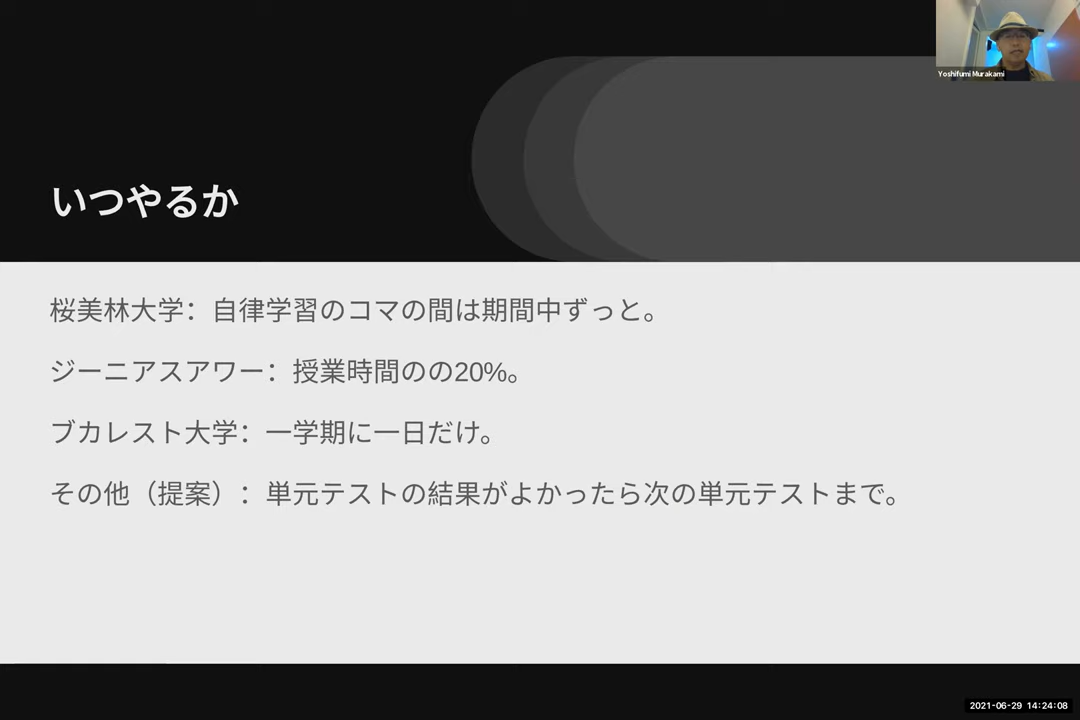 Yoshifumi Murakami
いつやるか
桜美林大学：自律学習のコマの間は期間中ずっと。
ジーニアスアワー：授業時間のの20%。
ブカレスト大学：一学期に一日だけ。
その他（提案）：単元テストの結果がよかったら次の単元テストまで。
2021-06-29 14:24:08